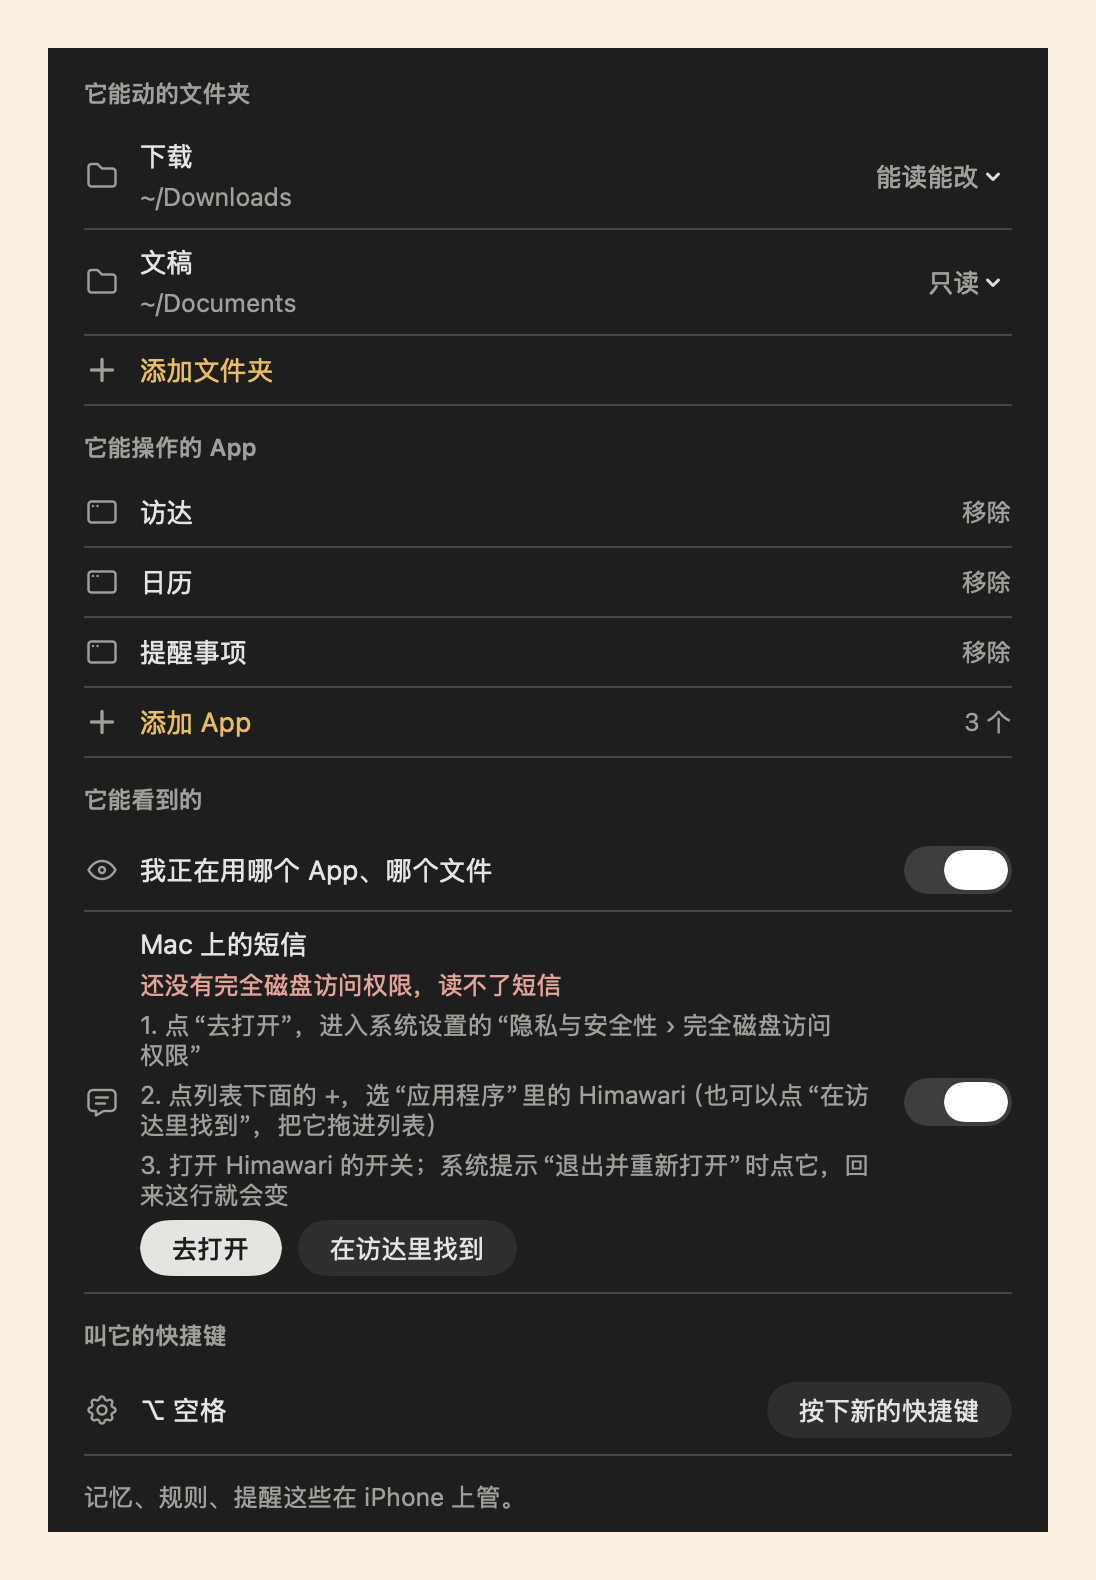 它能动的文件夹
下载
~/Downloads
能读能改
文稿
~/Documents
只读
添加文件夹
它能操作的 App
访达
移除
日历
移除
提醒事项
移除
添加 App
3 个
它能看到的
我正在用哪个 App、哪个文件
Mac 上的短信
还没有完全磁盘访问权限，读不了短信
1. 点“去打开”，进入系统设置的“隐私与安全性 › 完全磁盘访问
权限”
2. 点列表下面的 +，选“应用程序”里的 Himawari (也可以点“在访
达里找到”，把它拖进列表)
3. 打开 Himawari 的开关；系统提示“退出并重新打开”时点它，回
来这行就会变
去打开
在访达里找到
叫它的快捷键
⌥ 空格
按下新的快捷键
记忆、规则、提醒这些在 iPhone 上管。